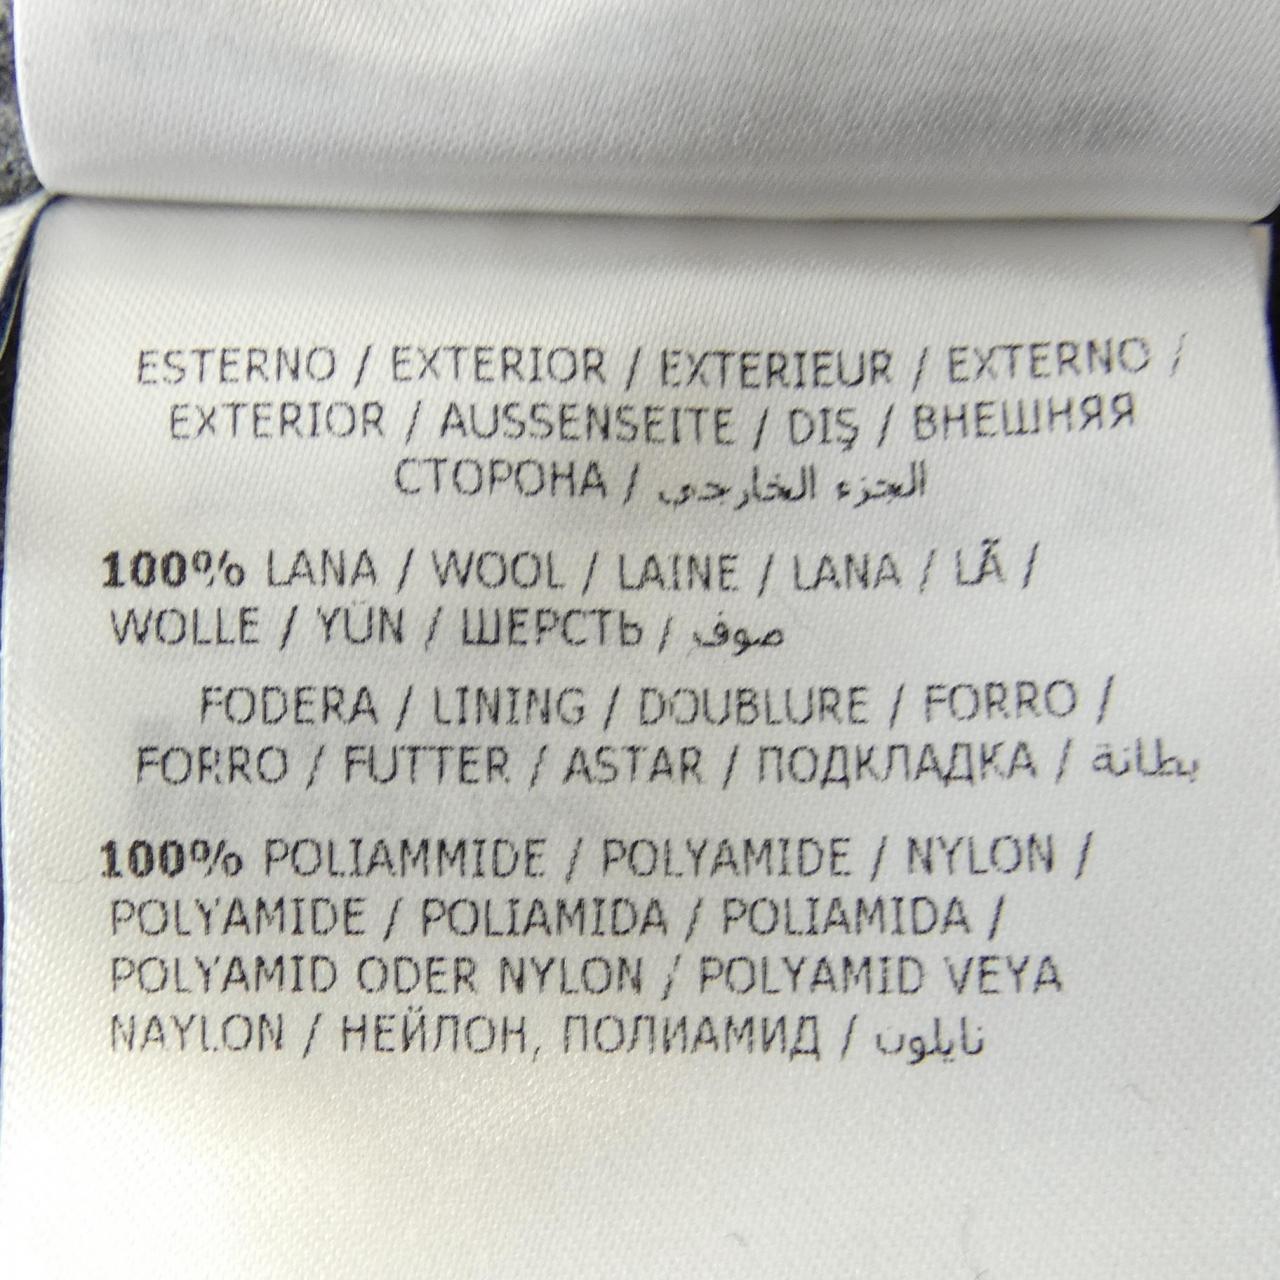 ESTERNO / EXTERIOR / EXTERIEUR / EXTERNO /
EXTERIOR / AUSSENSEITE / DIŞ / ВНЕШНЯЯ
СТОРОНА / الجزء الخارجي
100% LANA / WOOL / LAINE / LANA / LÃ /
WOLLE / YÜN / ШЕРСТЬ / صوف
FODERA / LINING / DOUBLURE / FORRO /
FORRO / FUTTER / ASTAR / ПОДКЛАДКА / بطانة
100% POLIAMMIDE / POLYAMIDE / NYLON /
POLYAMIDE / POLIAMIDA / POLIAMIDA /
POLYAMID ODER NYLON / POLYAMID VEYA
NAYLON / НЕЙЛОН, ПОЛИАМИД / نايلون